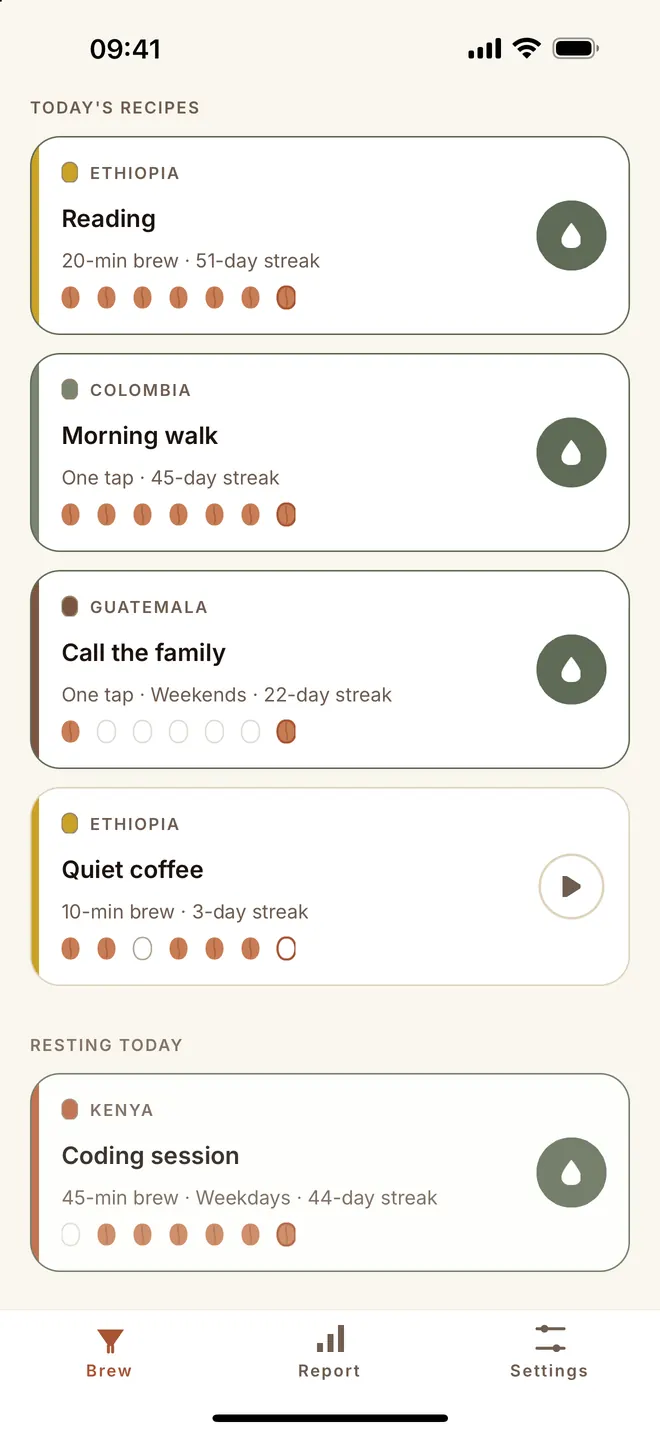 09:41
TODAY'S RECIPES
ETHIOPIA
Reading
20-min brew · 51-day streak
COLOMBIA
Morning walk
One tap · 45-day streak
GUATEMALA
Call the family
One tap · Weekends · 22-day streak
ETHIOPIA
Quiet coffee
10-min brew · 3-day streak
RESTING TODAY
KENYA
Coding session
45-min brew · Weekdays · 44-day streak
Brew Report Settings